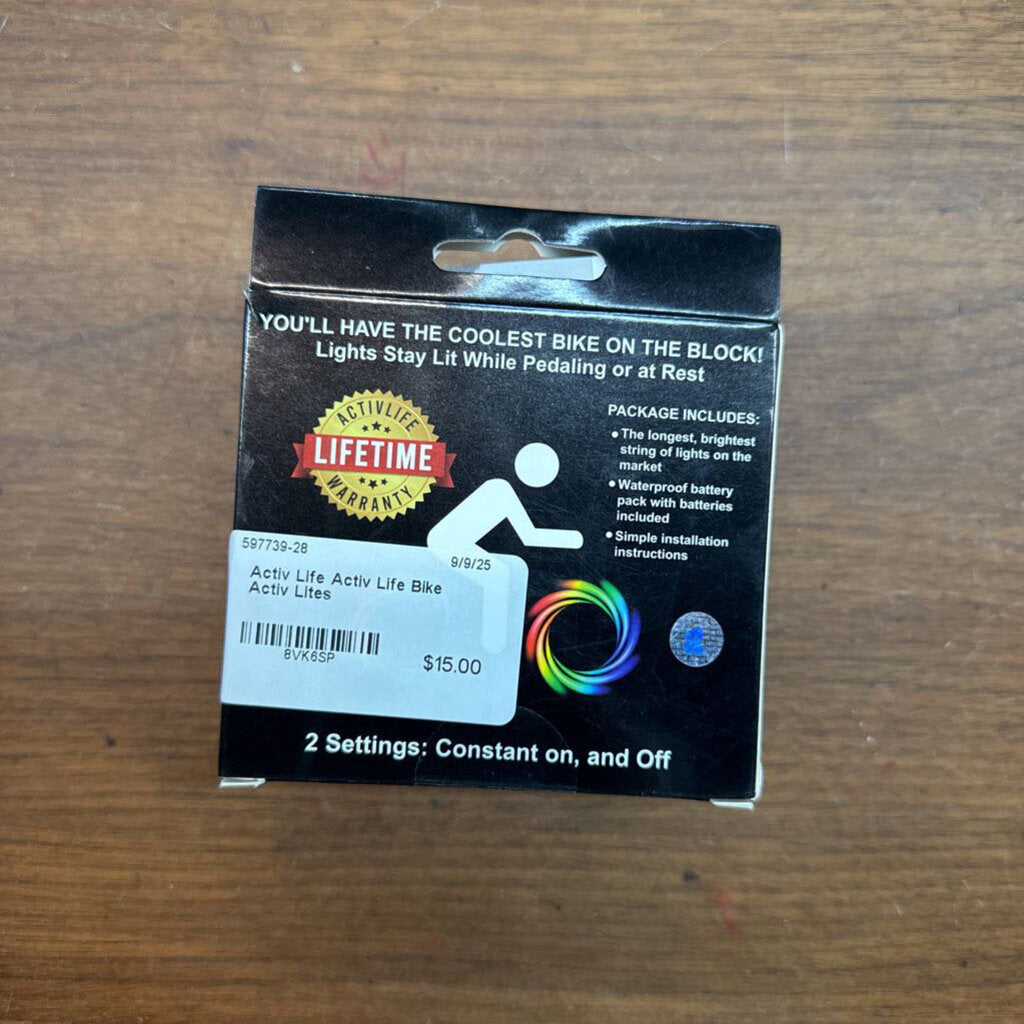 YOU'LL HAVE THE COOLEST BIKE ON THE BLOCK!
Lights Stay Lit While Pedaling or at Rest
ACTIVLIFE
LIFETIME
WARRANTY
PACKAGE INCLUDES:
• The longest, brightest
string of lights on the
market
• Waterproof battery
pack with batteries
included
• Simple installation
instructions
597739-28
9/9/25
Activ Life Activ Life Bike
Activ Lites
8VK6SP
$15.00
2 Settings: Constant on, and Off